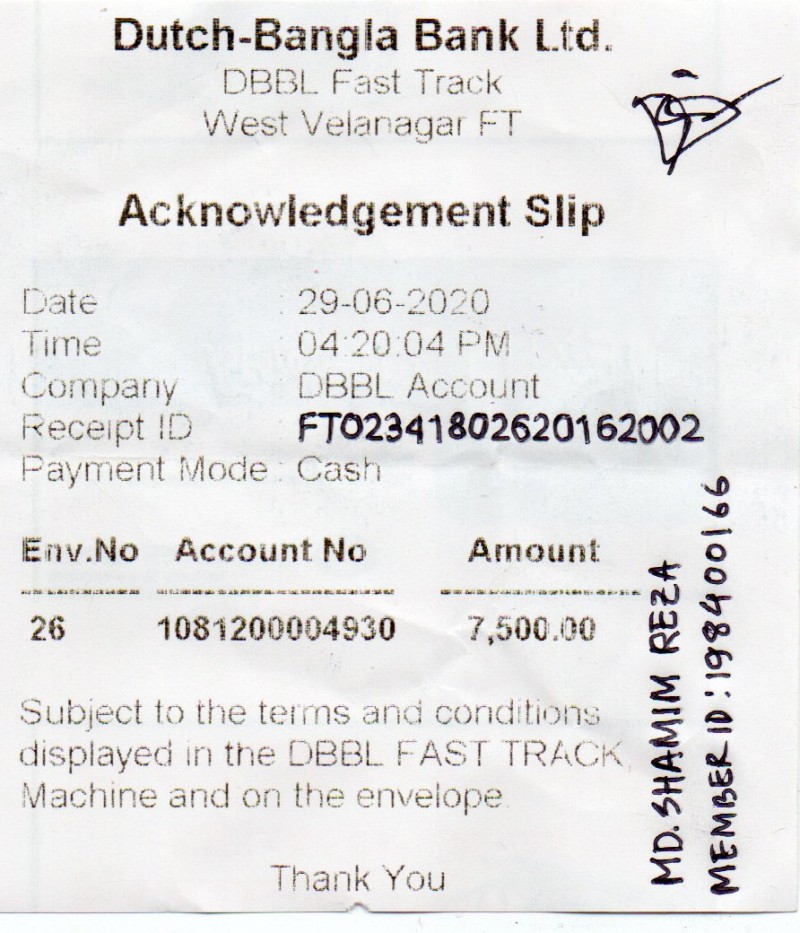 Dutch-Bangla Bank Ltd.
DBBL Fast Track
West Velanagar FT
Acknowledgement Slip
Date : 29-06-2020
Time : 04:20:04 PM
Company : DBBL Account
Receipt ID : FT02341802620162002
Payment Mode : Cash
Env.No Account No Amount
26 1081200004930 7,500.00
Subject to the terms and conditions
displayed in the DBBL FAST TRACK
Machine and on the envelope.
Thank You
MD. SHAMIM REZA
MEMBER ID : 198400166